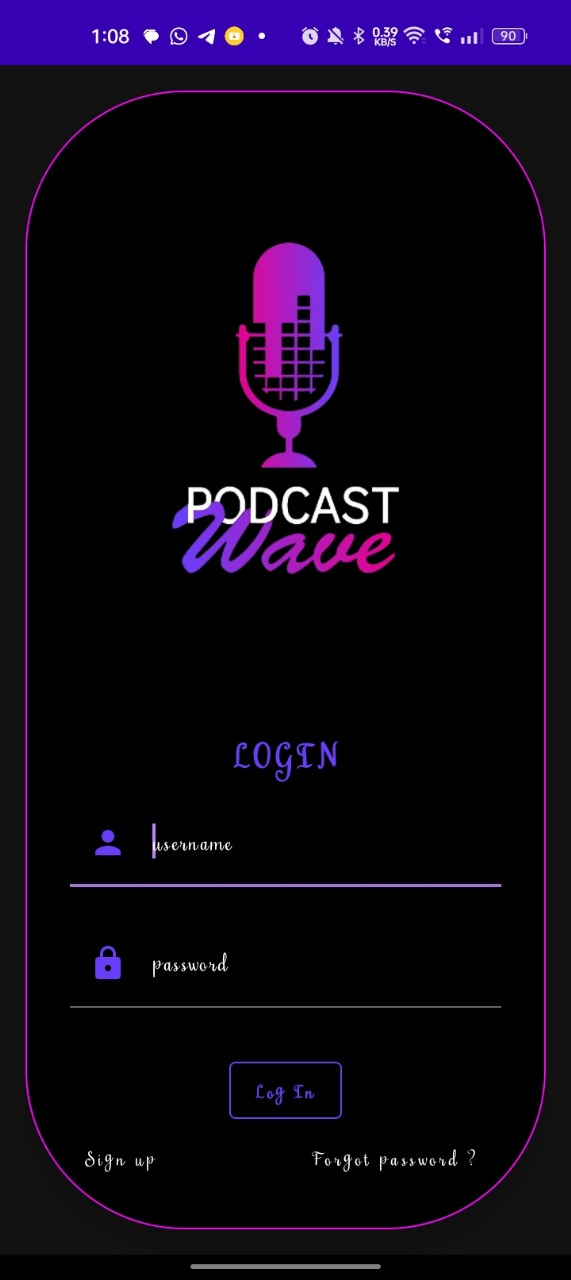 1:08 0.39 KB/S 90
PODCAST
Wave
LOGIN
username
password
Log In
Sign up Forgot password ?